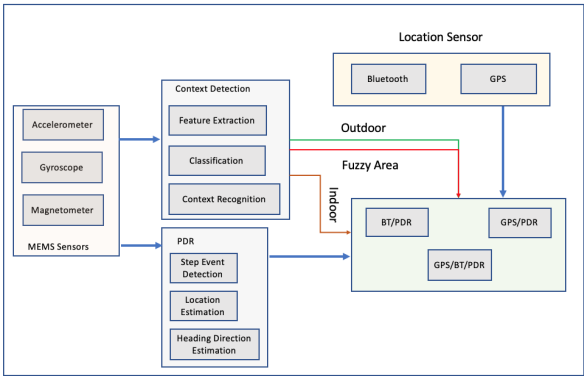 Location Sensor
Bluetooth
GPS
Context Detection
Feature Extraction
Classification
Context Recognition
Accelerometer
Gyroscope
Magnetometer
MEMS Sensors
Outdoor
Fuzzy Area
Indoor
PDR
Step Event
Detection
Location
Estimation
Heading Direction
Estimation
BT/PDR
GPS/PDR
GPS/BT/PDR